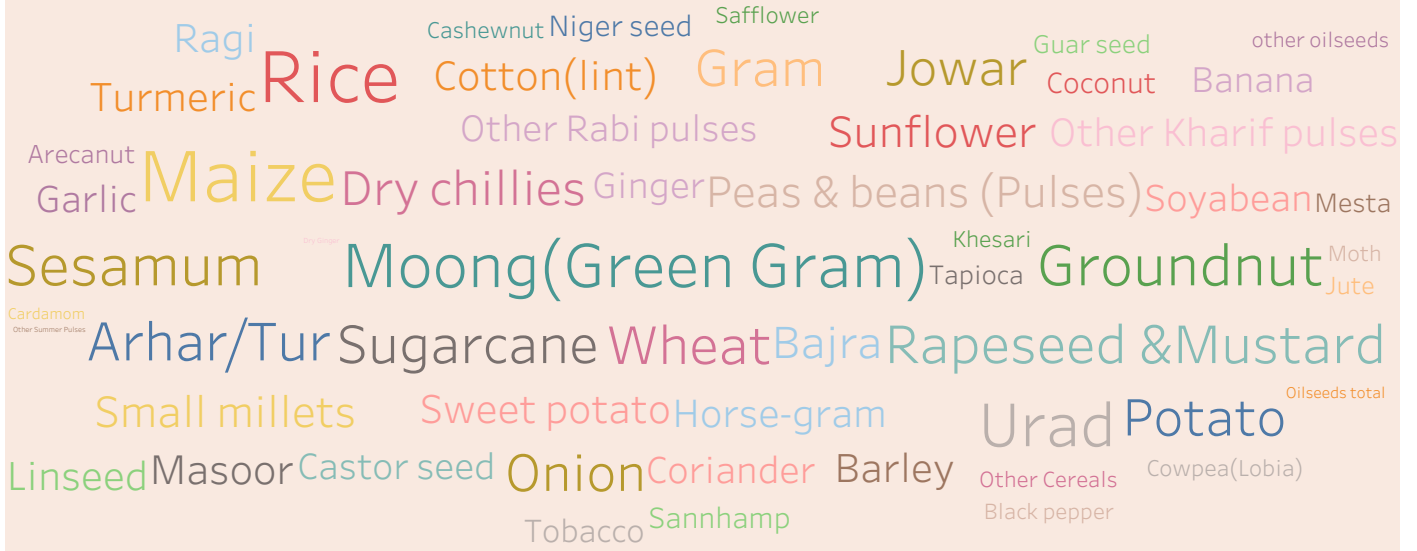 Safflower
Cashewnut Niger seed
Ragi
Guar seed
other oilseeds
Rice
Cotton(lint)
Gram
Jowar
Coconut
Banana
Turmeric
Other Rabi pulses
Sunflower
Other Kharif pulses
Arecanut
Maize
Garlic
Dry chillies
Ginger
Peas & beans (Pulses)
Soyabean
Mesta
Dry Ginger
Khesari
Sesamum
Moong(Green Gram)
Tapioca
Groundnut
Moth
Jute
Cardamom
Other Summer Pulses
Arhar/Tur
Sugarcane
Wheat
Bajra
Rapeseed &Mustard
Oilseeds total
Small millets
Sweet potato
Horse-gram
Urad
Potato
Linseed
Masoor
Castor seed
Onion
Coriander
Barley
Other Cereals
Cowpea(Lobia)
Black pepper
Tobacco
Sannhamp